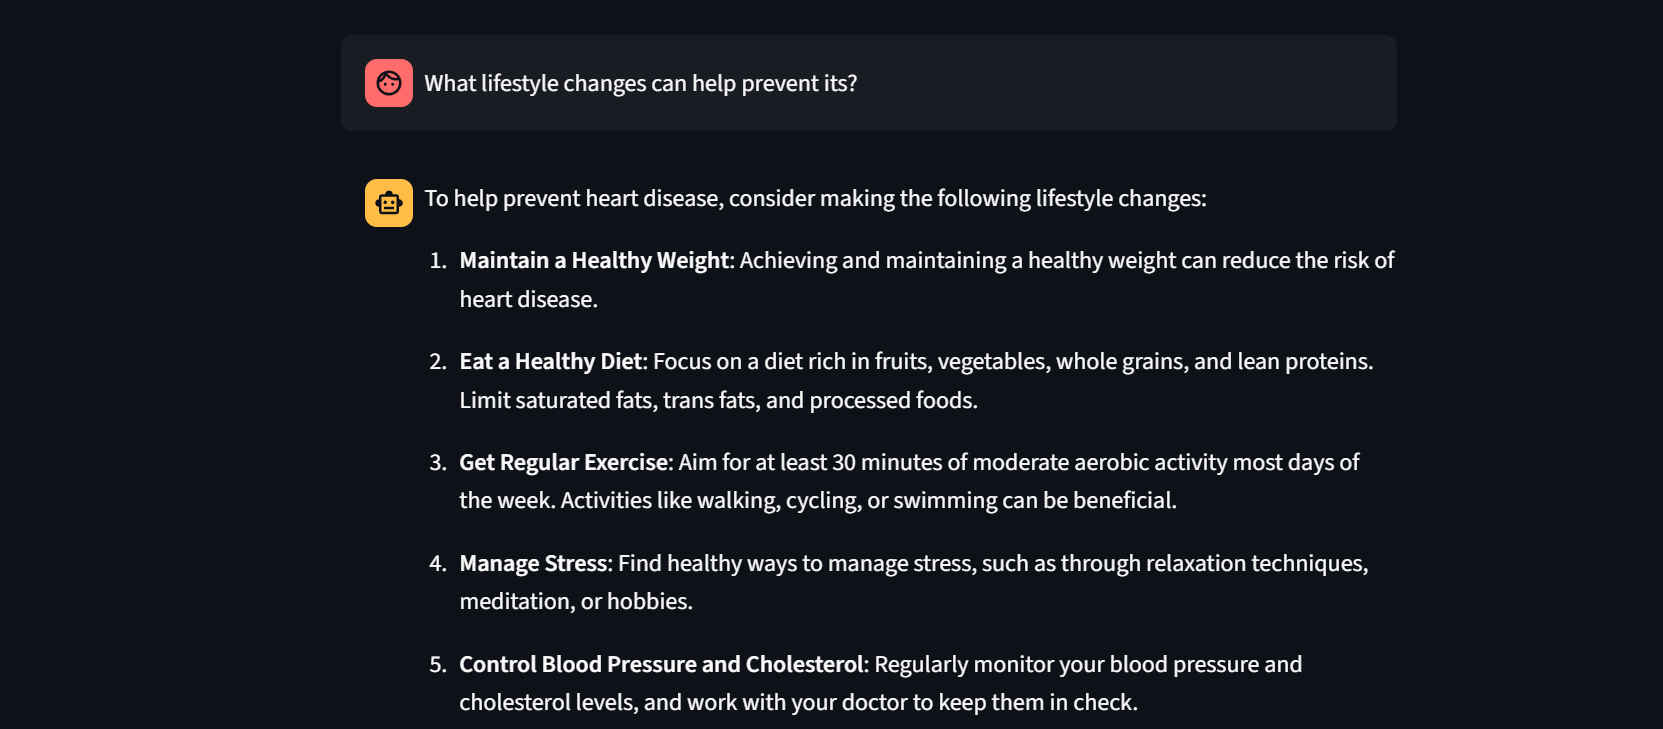 What lifestyle changes can help prevent its?
To help prevent heart disease, consider making the following lifestyle changes:
1. Maintain a Healthy Weight: Achieving and maintaining a healthy weight can reduce the risk of
heart disease.
2. Eat a Healthy Diet: Focus on a diet rich in fruits, vegetables, whole grains, and lean proteins.
Limit saturated fats, trans fats, and processed foods.
3. Get Regular Exercise: Aim for at least 30 minutes of moderate aerobic activity most days of
the week. Activities like walking, cycling, or swimming can be beneficial.
4. Manage Stress: Find healthy ways to manage stress, such as through relaxation techniques,
meditation, or hobbies.
5. Control Blood Pressure and Cholesterol: Regularly monitor your blood pressure and
cholesterol levels, and work with your doctor to keep them in check.